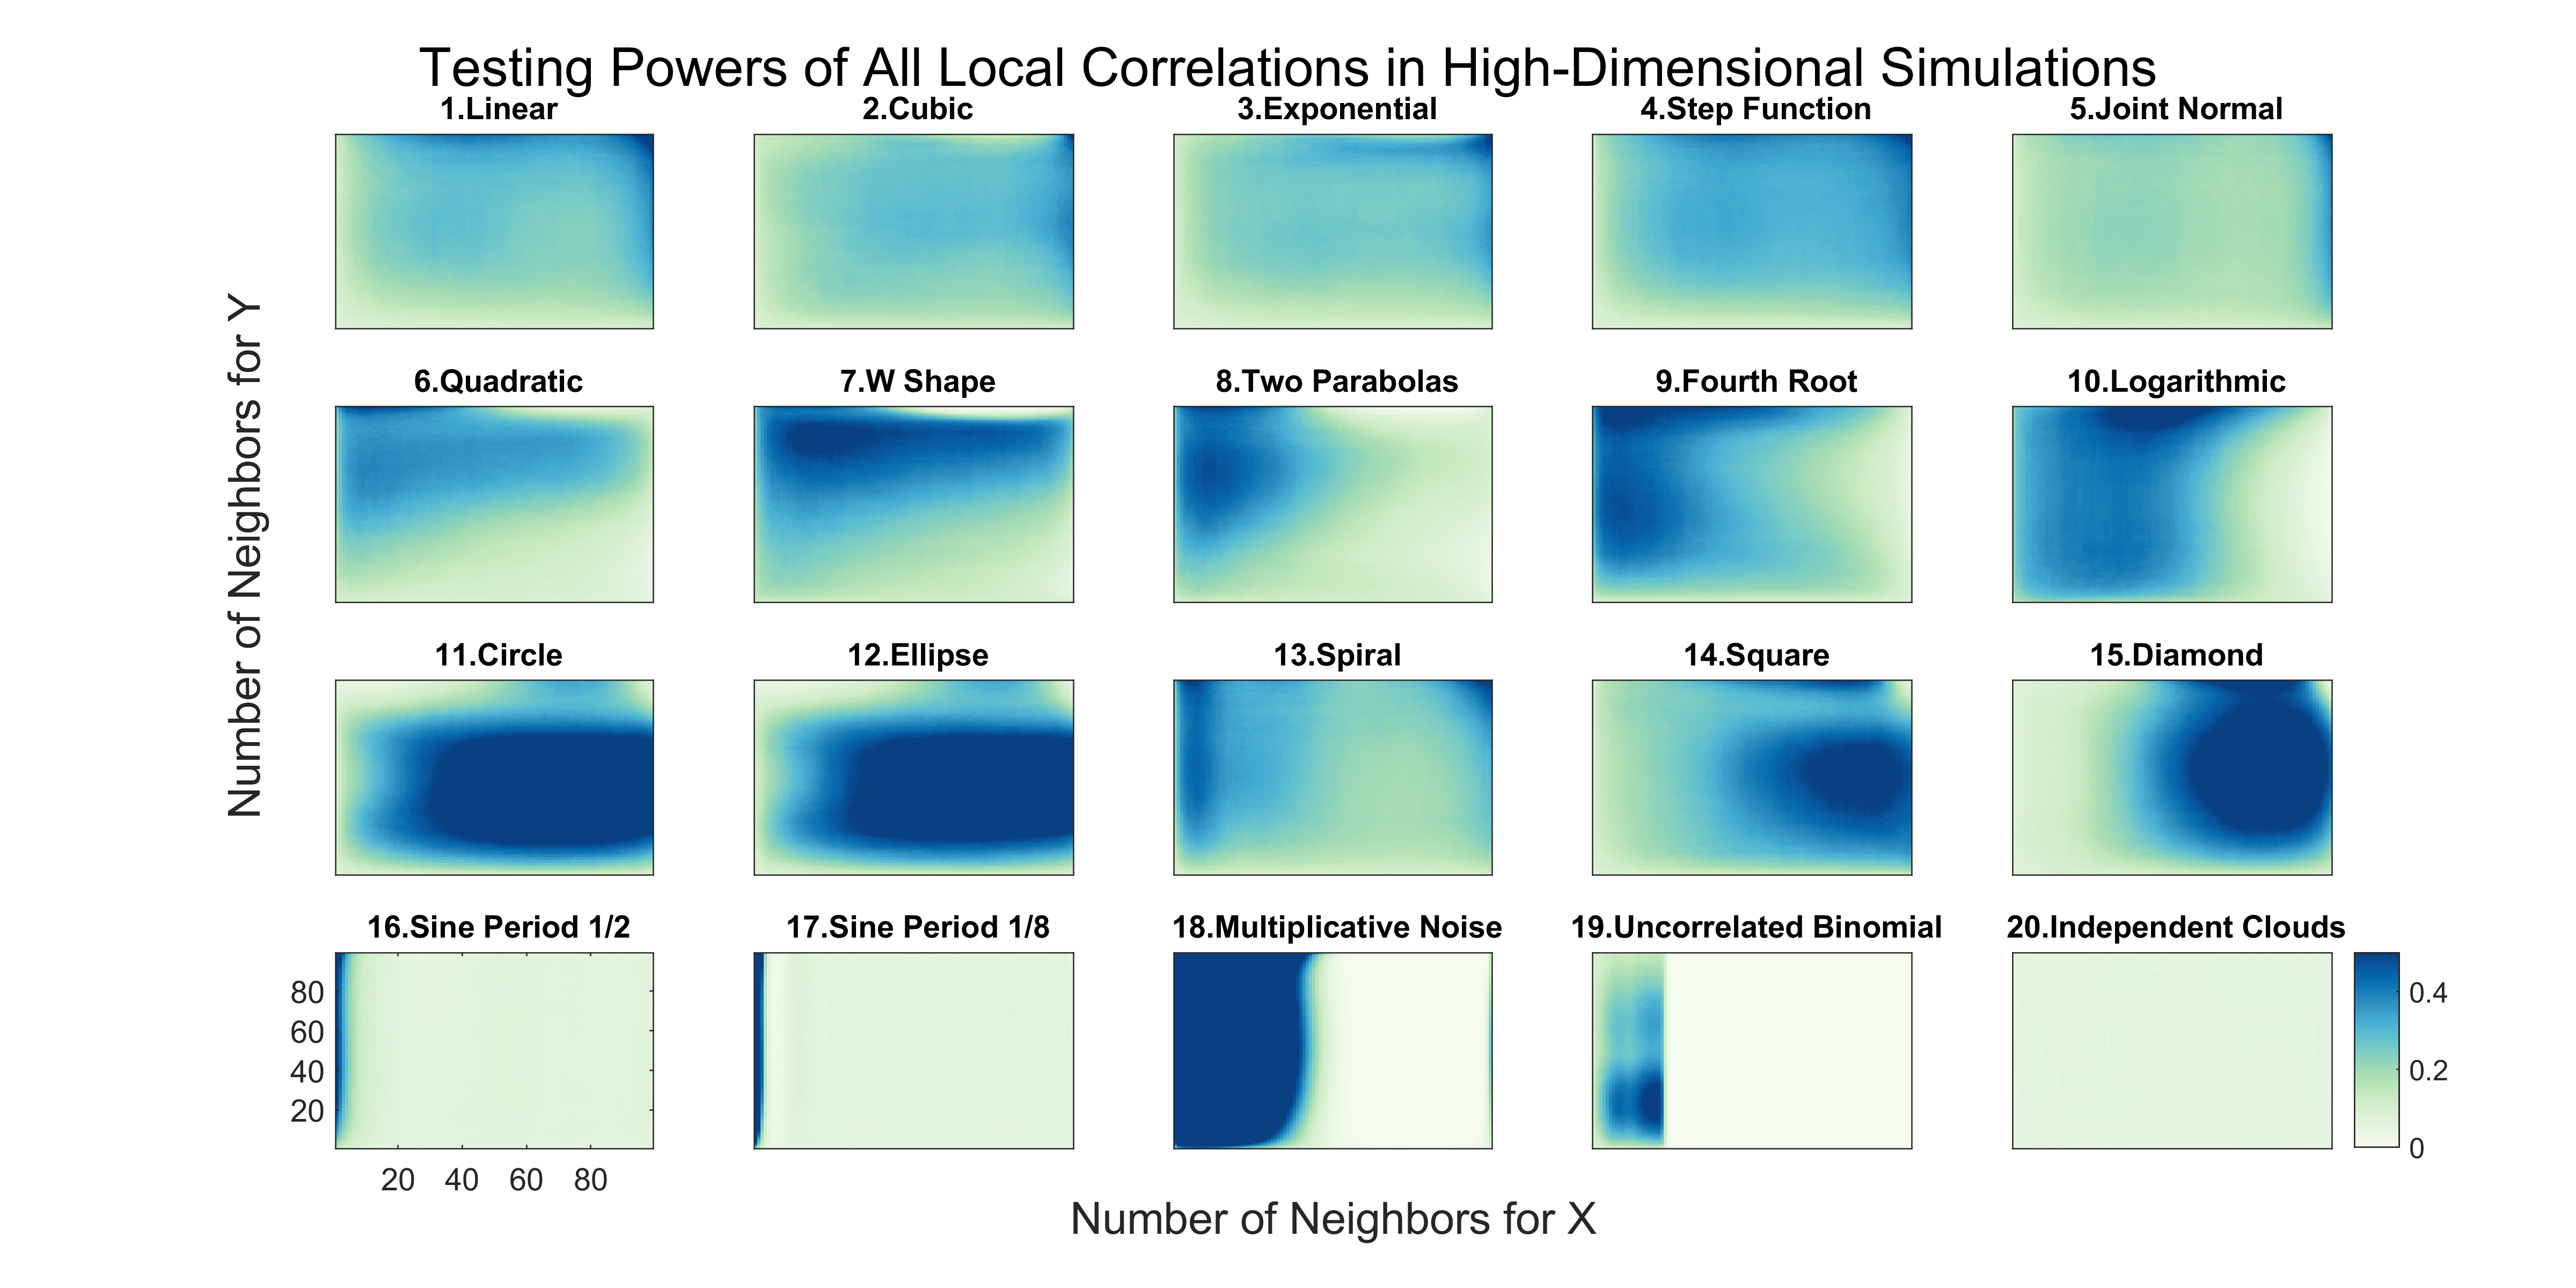 Testing Powers of All Local Correlations in High-Dimensional Simulations
1.Linear
2.Cubic
3.Exponential
4.Step Function
5.Joint Normal
6.Quadratic
7.W Shape
8.Two Parabolas
9.Fourth Root
10.Logarithmic
11.Circle
12.Ellipse
13.Spiral
14.Square
15.Diamond
16.Sine Period 1/2
17.Sine Period 1/8
18.Multiplicative Noise
19.Uncorrelated Binomial
20.Independent Clouds
Number of Neighbors for Y
80
60
40
20
20 40 60 80
0.4
0.2
0
Number of Neighbors for X